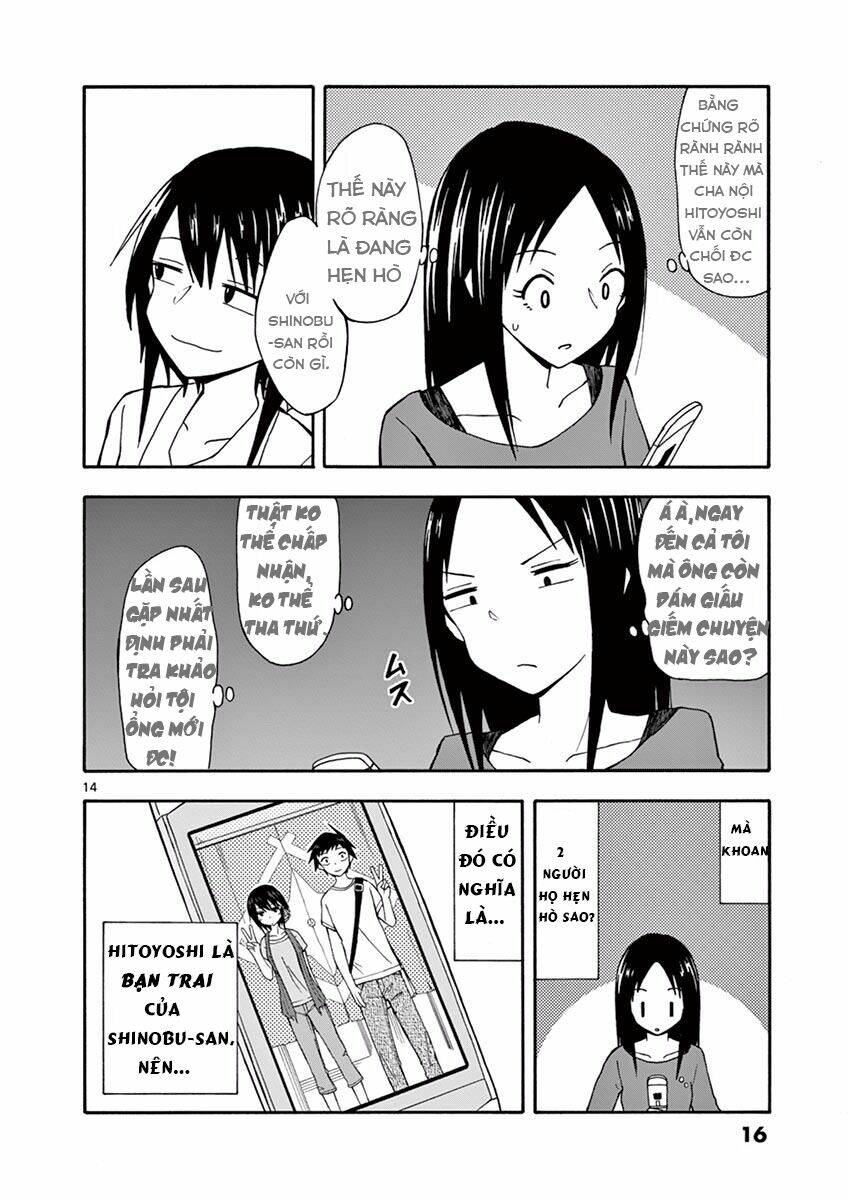 BẰNG
CHỨNG RÕ
RÀNH RÀNH
THẾ NÀY MÀ
CHA NỘI
HITOYOSHI
VẪN CÒN
CHỐI ĐC
SAO...
THẾ NÀY
RÕ RÀNG
LÀ ĐANG
HẸN HÒ
VỚI
SHINOBU
-SAN RỒI
CÒN GÌ.
Á À,NGAY
ĐẾN CẢ TÔI
MÀ ÔNG CÒN
DÁM GIẤU
GIẾM CHUYỆN
NÀY SAO?
THẬT KO
THỂ CHẤP
NHẬN,
KO THỂ
THA THỨ.
LẦN SAU
GẶP NHẤT
ĐỊNH PHẢI
TRA KHẢO
HỎI TỘI
ỔNG MỚI
ĐC!
ムス
14
MÀ
KHOAN
2
NGƯỜI
HỌ HẸN
HÒ SAO?
ĐIỀU
ĐÓ CÓ
NGHĨA
LÀ...
HITOYOSHI LÀ
BẠN TRAI
CỦA
SHINOBU-SAN,
NÊN...
16